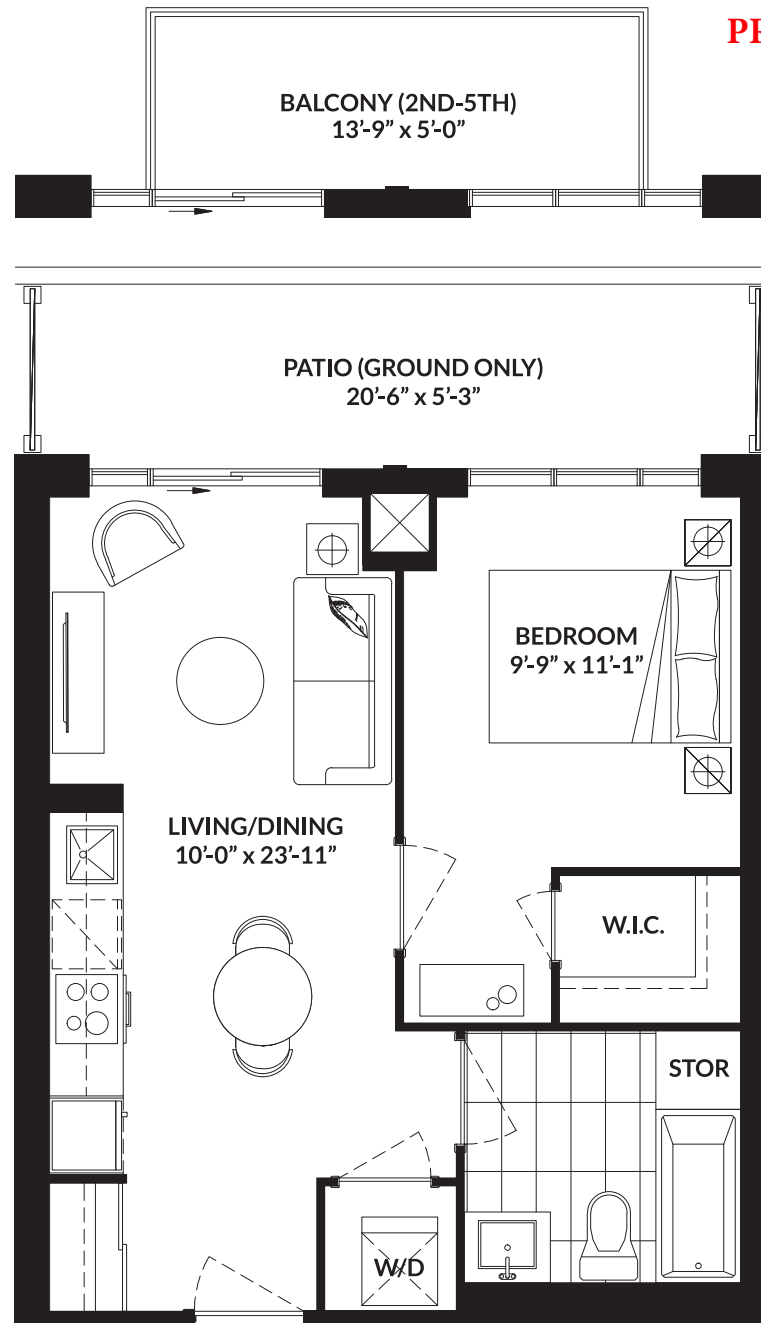 BALCONY (2ND-5TH)
13’-9” x 5’-0”
PATIO (GROUND ONLY)
20’-6” x 5’-3”
BEDROOM
9’-9” x 11’-1”
LIVING/DINING
10’-0” x 23’-11”
W.I.C.
STOR
W/D